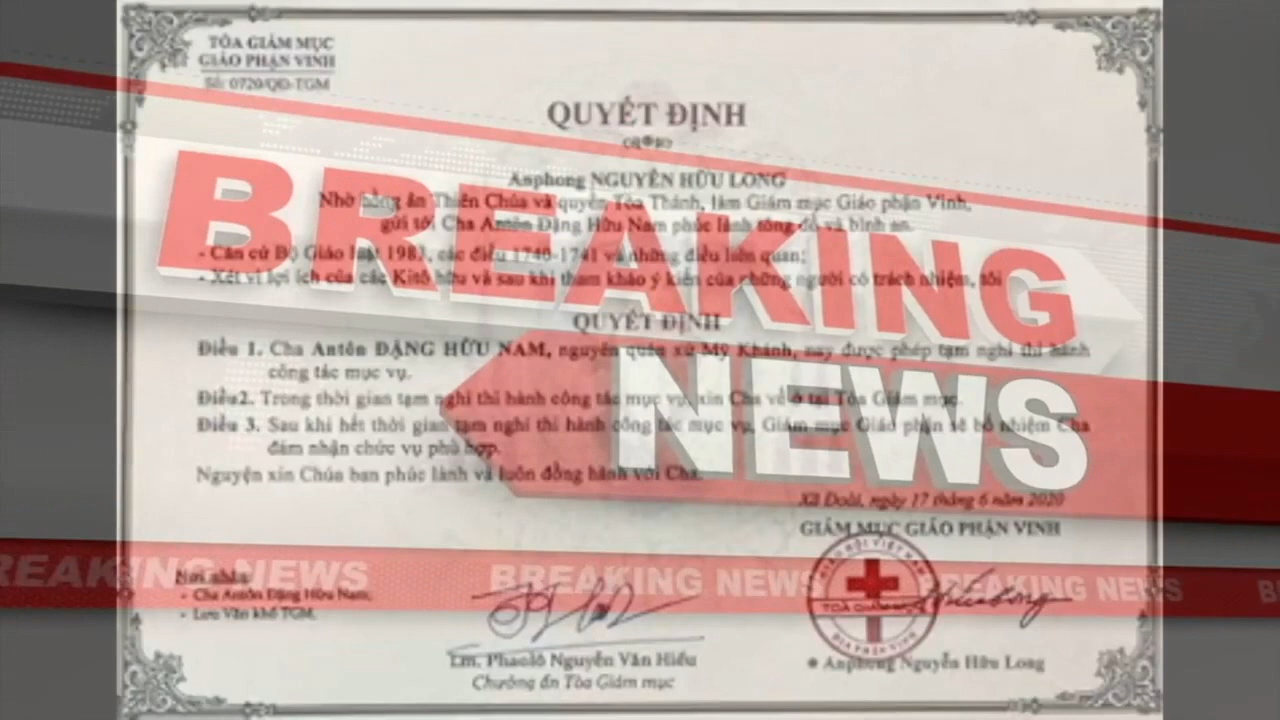 TÒA GIÁM MỤC
GIÁO PHẬN VINH
Số: 0720/QĐ-TGM
QUYẾT ĐỊNH
Anphong NGUYỄN HỮU LONG
Nhờ hồng ân Thiên Chúa và quyền Tòa Thánh, làm Giám mục Giáo phận Vinh,
gửi tới Cha Antôn Đặng Hữu Nam phúc lành tông đồ và bình an.
- Căn cứ Bộ Giáo luật 1983, các điều 1740-1741 và những điều liên quan;
- Xét vì lợi ích của các Kitô hữu và sau khi tham khảo ý kiến của những người có trách nhiệm, tôi
QUYẾT ĐỊNH
Điều 1. Cha Antôn ĐẶNG HỮU NAM, nguyên quản xứ Mỹ Khánh, nay được phép tạm nghỉ thi hành
công tác mục vụ.
Điều2. Trong thời gian tạm nghỉ thi hành công tác mục vụ, xin Cha về ở tại Tòa Giám mục.
Điều 3. Sau khi hết thời gian tạm nghỉ thi hành công tác mục vụ, Giám mục Giáo phận sẽ bổ nhiệm Cha
đảm nhận chức vụ phù hợp.
Nguyện xin Chúa ban phúc lành và luôn đồng hành với Cha.
Xã Đoài, ngày 17 tháng 6 năm 2020
GIÁM MỤC GIÁO PHẬN VINH
Nơi nhận:
- Cha Antôn Đặng Hữu Nam;
- Lưu Văn khố TGM.
TOÀ GIÁM MỤC
Lm. Phaolô Nguyễn Văn Hiểu
Chưởng ấn Tòa Giám mục
Anphong Nguyễn Hữu Long
BREAKING
NEWS
BREAKING NEWS
BREAKING NEWS
BREAKING NEWS